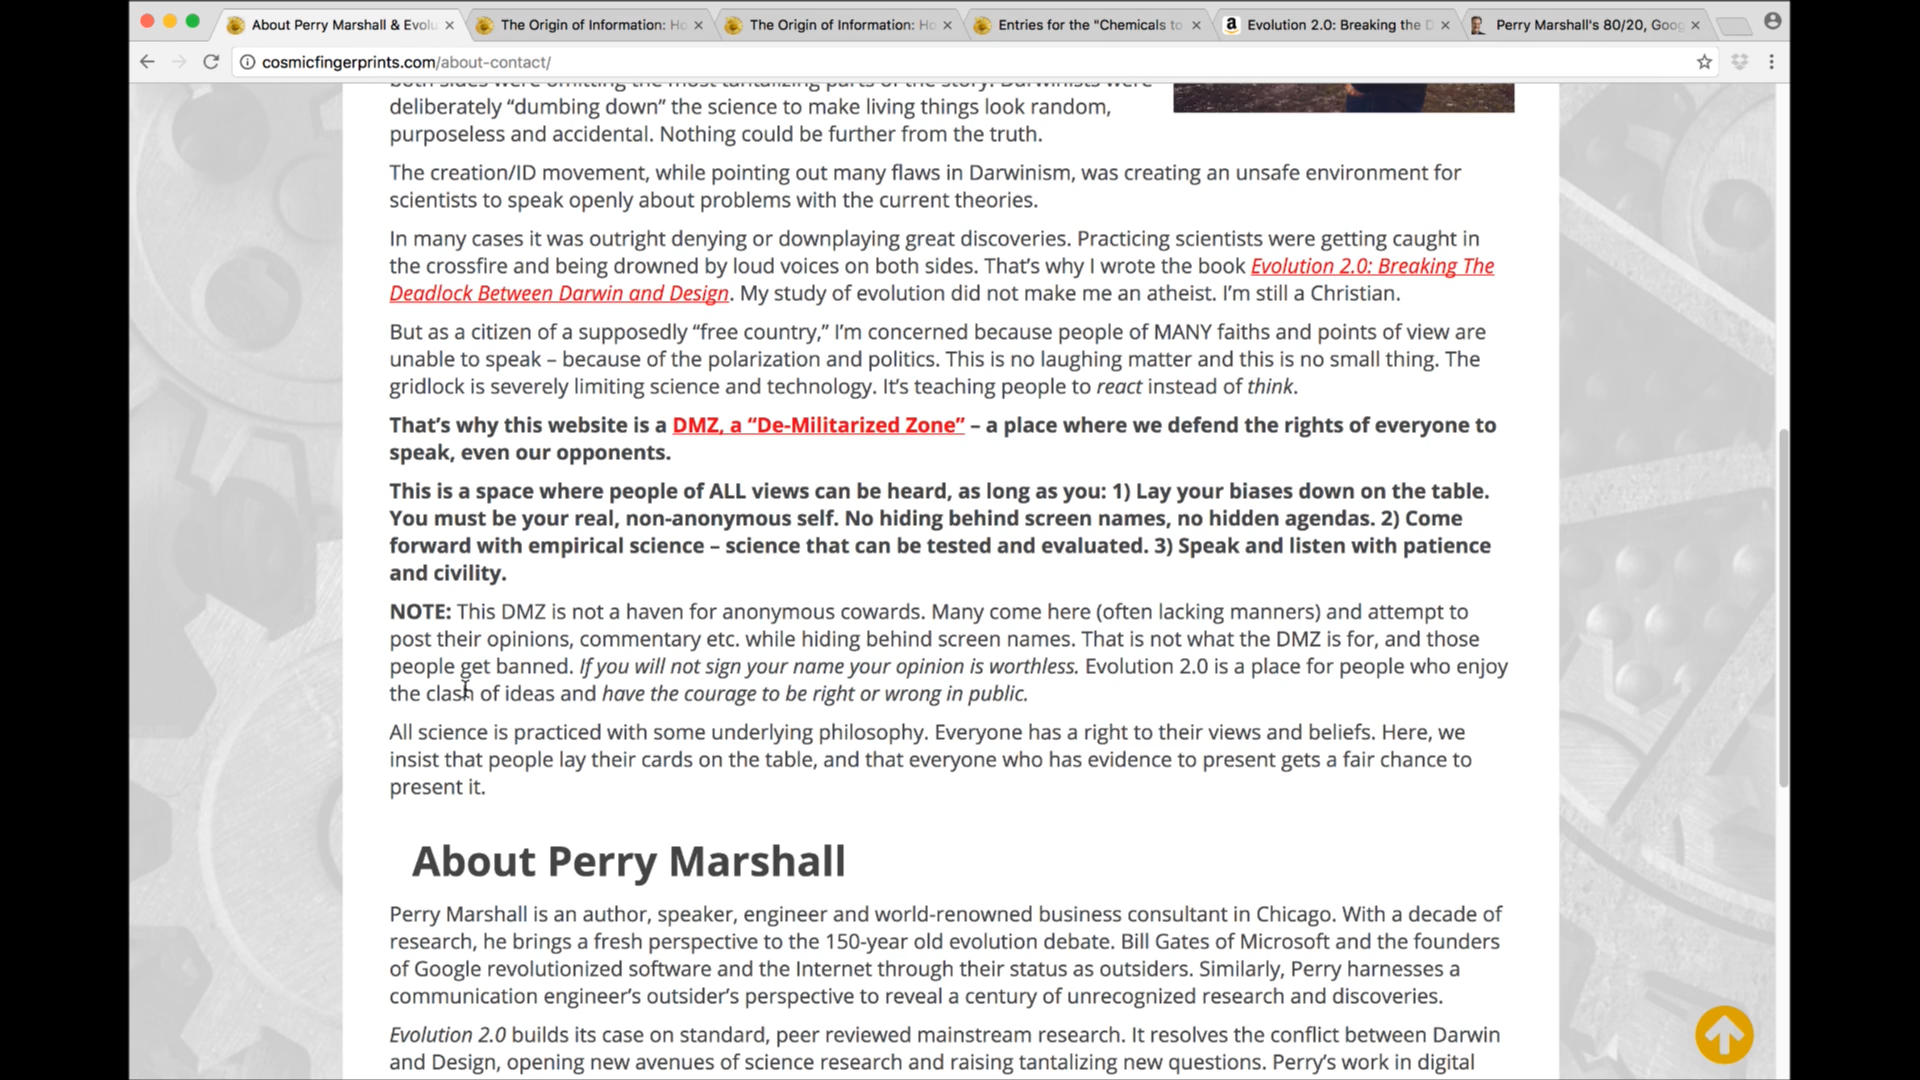 About Perry Marshall & Evolu
The Origin of Information: Ho
The Origin of Information: Ho
Entries for the "Chemicals to
Evolution 2.0: Breaking the D
Perry Marshall's 80/20, Goog
cosmicfingerprints.com/about-contact/
both sides were omitting the most tantalizing parts of the story. Darwinists were
deliberately “dumbing down” the science to make living things look random,
purposeless and accidental. Nothing could be further from the truth.
The creation/ID movement, while pointing out many flaws in Darwinism, was creating an unsafe environment for
scientists to speak openly about problems with the current theories.
In many cases it was outright denying or downplaying great discoveries. Practicing scientists were getting caught in
the crossfire and being drowned by loud voices on both sides. That’s why I wrote the book Evolution 2.0: Breaking The
Deadlock Between Darwin and Design. My study of evolution did not make me an atheist. I’m still a Christian.
But as a citizen of a supposedly “free country,” I’m concerned because people of MANY faiths and points of view are
unable to speak – because of the polarization and politics. This is no laughing matter and this is no small thing. The
gridlock is severely limiting science and technology. It’s teaching people to react instead of think.
That’s why this website is a DMZ, a “De-Militarized Zone” – a place where we defend the rights of everyone to
speak, even our opponents.
This is a space where people of ALL views can be heard, as long as you: 1) Lay your biases down on the table.
You must be your real, non-anonymous self. No hiding behind screen names, no hidden agendas. 2) Come
forward with empirical science – science that can be tested and evaluated. 3) Speak and listen with patience
and civility.
NOTE: This DMZ is not a haven for anonymous cowards. Many come here (often lacking manners) and attempt to
post their opinions, commentary etc. while hiding behind screen names. That is not what the DMZ is for, and those
people get banned. If you will not sign your name your opinion is worthless. Evolution 2.0 is a place for people who enjoy
the clash of ideas and have the courage to be right or wrong in public.
All science is practiced with some underlying philosophy. Everyone has a right to their views and beliefs. Here, we
insist that people lay their cards on the table, and that everyone who has evidence to present gets a fair chance to
present it.
About Perry Marshall
Perry Marshall is an author, speaker, engineer and world-renowned business consultant in Chicago. With a decade of
research, he brings a fresh perspective to the 150-year old evolution debate. Bill Gates of Microsoft and the founders
of Google revolutionized software and the Internet through their status as outsiders. Similarly, Perry harnesses a
communication engineer’s outsider’s perspective to reveal a century of unrecognized research and discoveries.
Evolution 2.0 builds its case on standard, peer reviewed mainstream research. It resolves the conflict between Darwin
and Design, opening new avenues of science research and raising tantalizing new questions. Perry’s work in digital